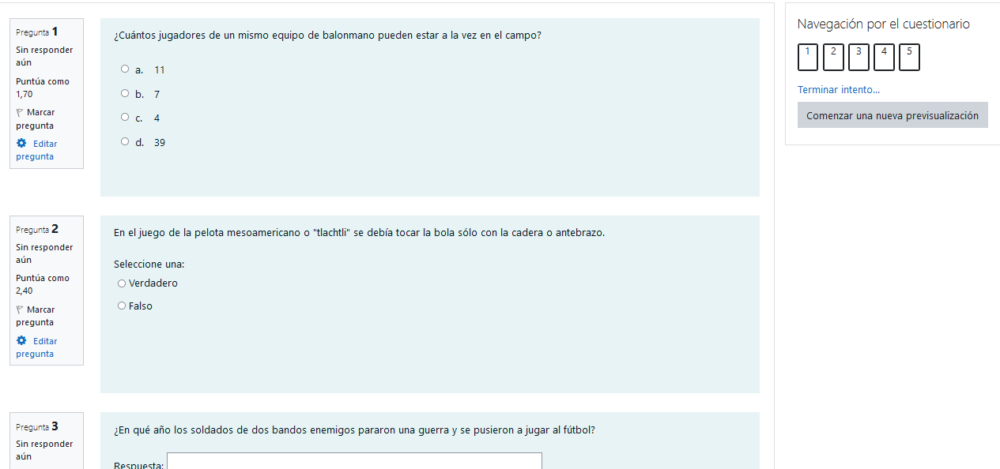 Pregunta 1
Sin responder
aún
Puntúa como
1,70
Marcar
pregunta
Editar
pregunta
¿Cuántos jugadores de un mismo equipo de balonmano pueden estar a la vez en el campo?
a. 11
b. 7
c. 4
d. 39
Pregunta 2
Sin responder
aún
Puntúa como
2,40
Marcar
pregunta
Editar
pregunta
En el juego de la pelota mesoamericano o "tlachtli" se debía tocar la bola sólo con la cadera o antebrazo.
Seleccione una:
Verdadero
Falso
Pregunta 3
Sin responder
aún
¿En qué año los soldados de dos bandos enemigos pararon una guerra y se pusieron a jugar al fútbol?
Respuesta:
Navegación por el cuestionario
1 2 3 4 5
Terminar intento...
Comenzar una nueva previsualización